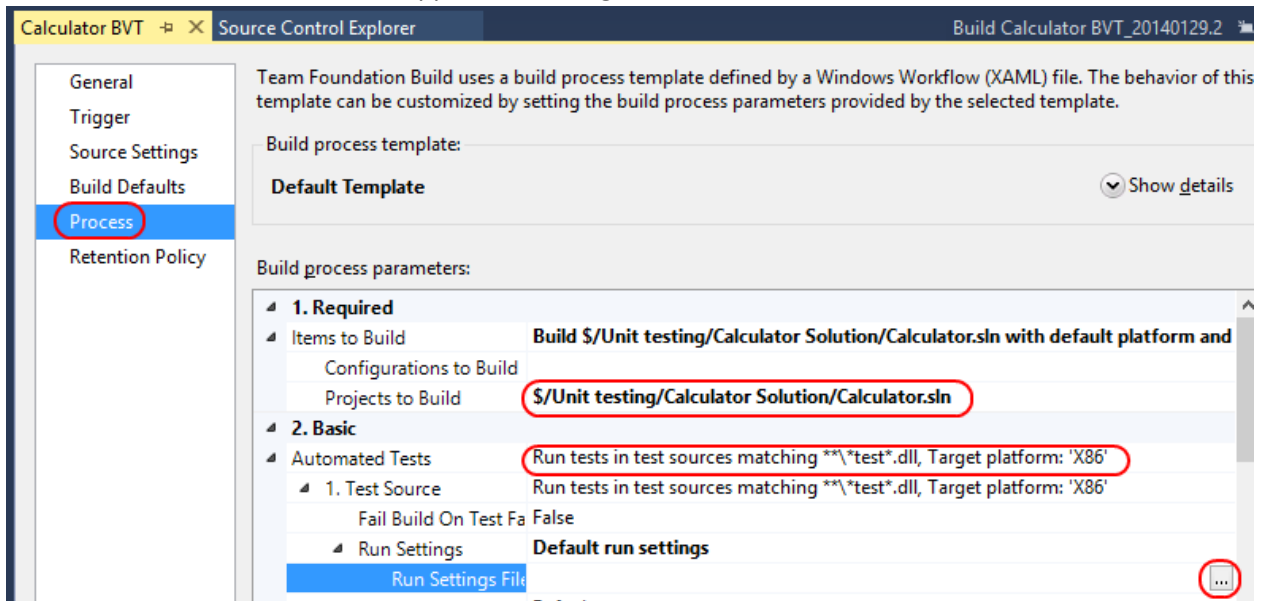 Calculator BVT Source Control Explorer Build Calculator BVT_20140129.2
General
Trigger
Source Settings
Build Defaults
Process
Retention Policy
Team Foundation Build uses a build process template defined by a Windows Workflow (XAML) file. The behavior of this
template can be customized by setting the build process parameters provided by the selected template.
Build process template:
Default Template Show details
Build process parameters:
1. Required
Items to Build Build $/Unit testing/Calculator Solution/Calculator.sln with default platform and
Configurations to Build
Projects to Build $/Unit testing/Calculator Solution/Calculator.sln
2. Basic
Automated Tests Run tests in test sources matching **\*test*.dll, Target platform: 'X86'
1. Test Source Run tests in test sources matching **\*test*.dll, Target platform: 'X86'
Fail Build On Test Fa False
Run Settings Default run settings
Run Settings File ...